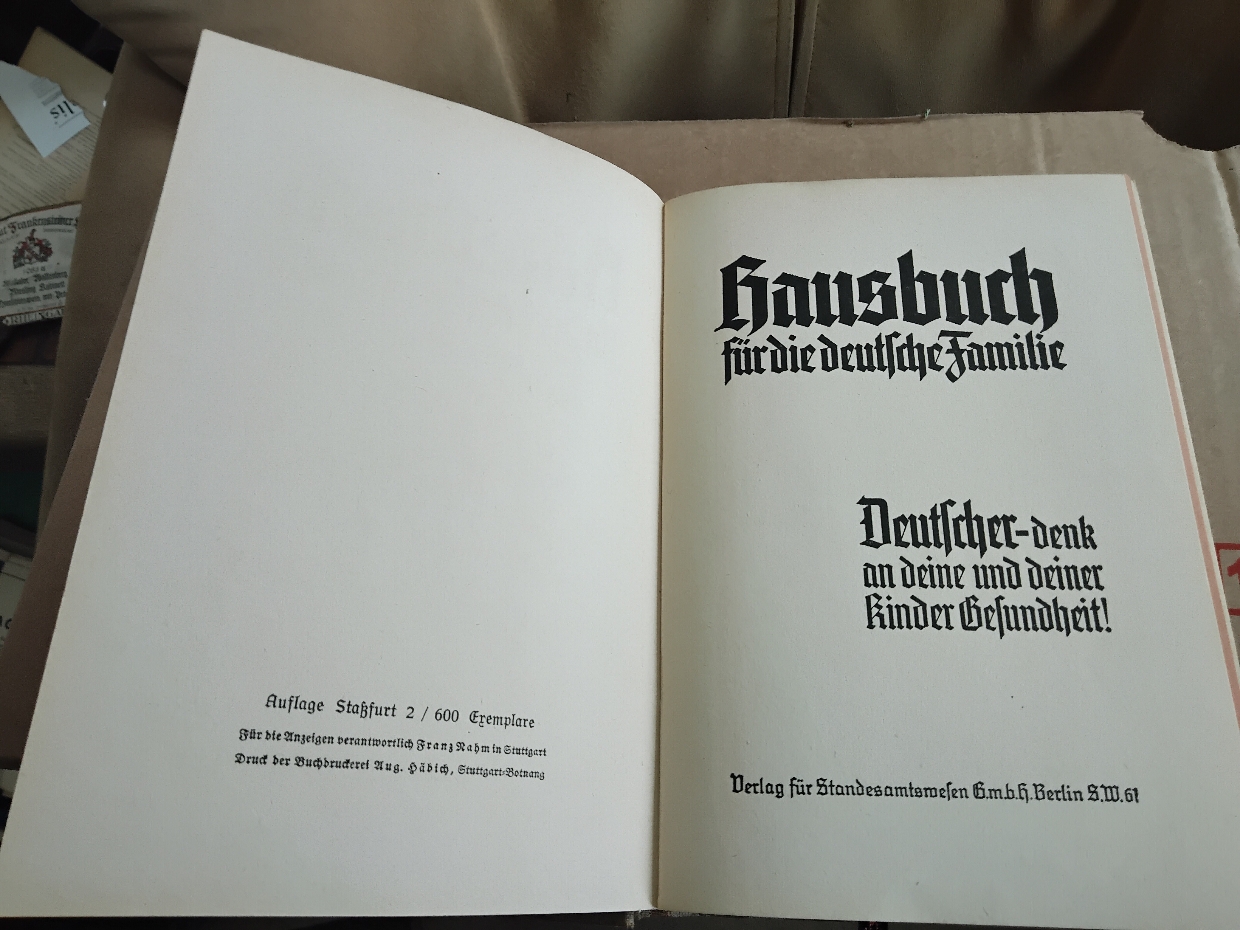 Auflage Staßfurt 2 / 600 Exemplare
Für die Anzeigen verantwortlich Franz Rahm in Stuttgart
Druck der Buchdruckerei Aug. Häbich, Stuttgart-Botnang
Hausbuch
für die deutsche Familie
Deutscher-denk
an deine und deiner
Kinder Gesundheit!
Verlag für Standesamtswesen G.m.b.H. Berlin S.W. 61